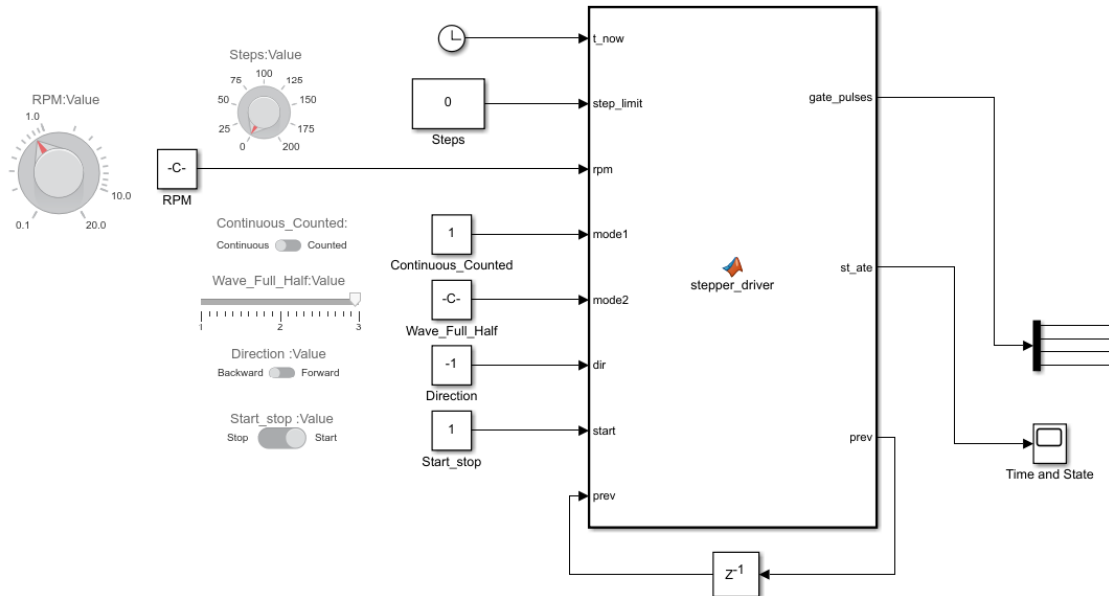 RPM:Value
1.0
10.0
0.1
20.0
Steps:Value
100
75
125
50
150
25
175
0
200
-C-
RPM
0
Steps
Continuous_Counted:
Continuous
Counted
1
Continuous_Counted
Wave_Full_Half:Value
1
2
3
-C-
Wave_Full_Half
Direction :Value
Backward
Forward
-1
Direction
Start_stop :Value
Stop
Start
1
Start_stop
t_now
step_limit
rpm
mode1
mode2
dir
start
prev
stepper_driver
gate_pulses
st_ate
prev
Time and State
Z-1